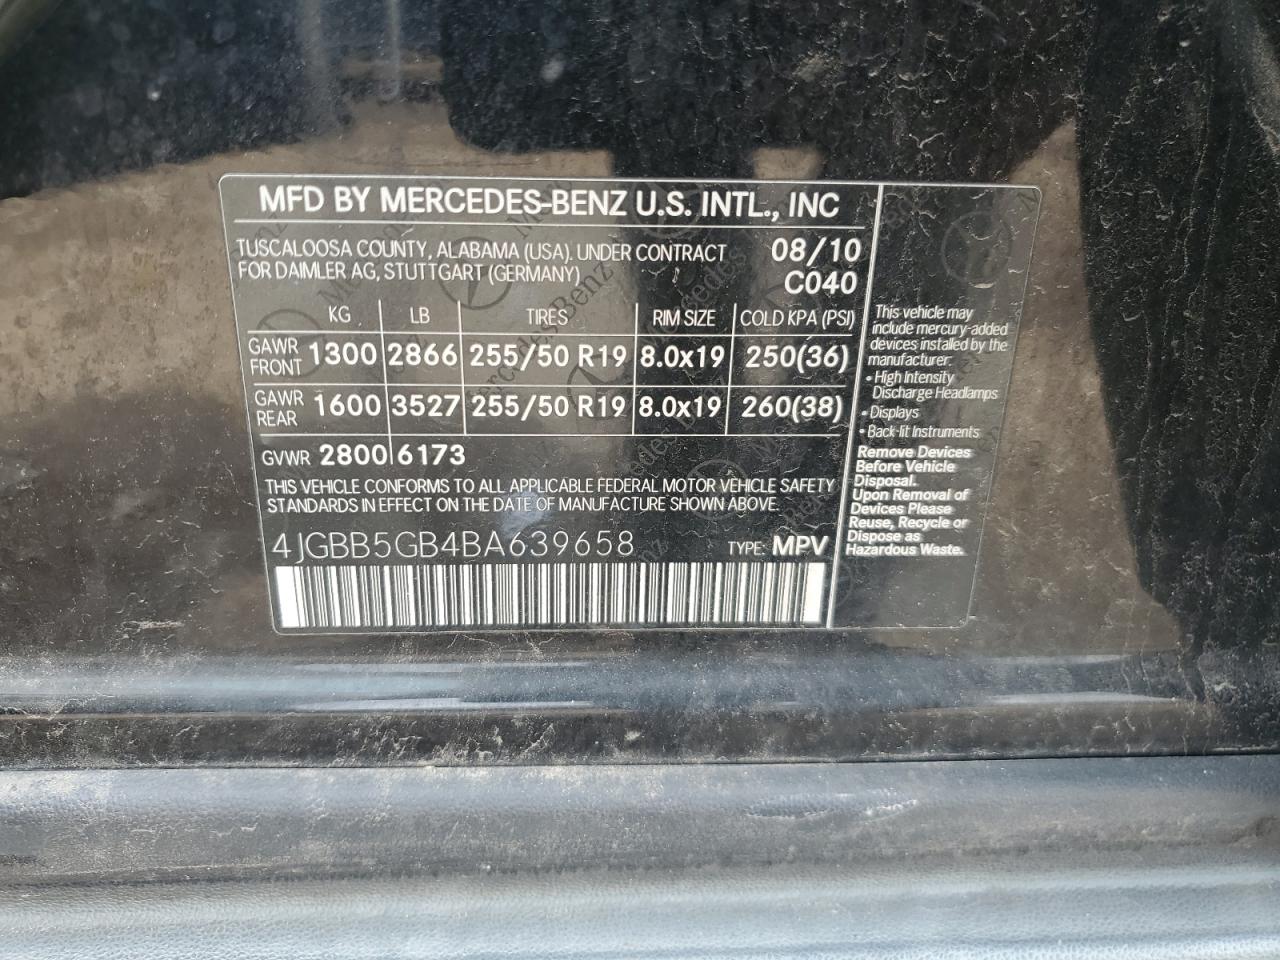 MFD BY MERCEDES-BENZ U.S. INTL., INC
TUSCALOOSA COUNTY, ALABAMA (USA). UNDER CONTRACT
FOR DAIMLER AG, STUTTGART (GERMANY)
08/10
C040
KG LB TIRES RIM SIZE COLD KPA (PSI)
GAWR FRONT 1300 2866 255/50 R19 8.0x19 250(36)
GAWR REAR 1600 3527 255/50 R19 8.0x19 260(38)
GVWR 2800 6173
THIS VEHICLE CONFORMS TO ALL APPLICABLE FEDERAL MOTOR VEHICLE SAFETY
STANDARDS IN EFFECT ON THE DATE OF MANUFACTURE SHOWN ABOVE.
4JGBB5GB4BA639658 TYPE: MPV
This vehicle may
include mercury-added
devices installed by the
manufacturer:
• High Intensity
Discharge Headlamps
• Displays
• Back-lit Instruments
Remove Devices
Before Vehicle
Disposal.
Upon Removal of
Devices Please
Reuse, Recycle or
Dispose as
Hazardous Waste.